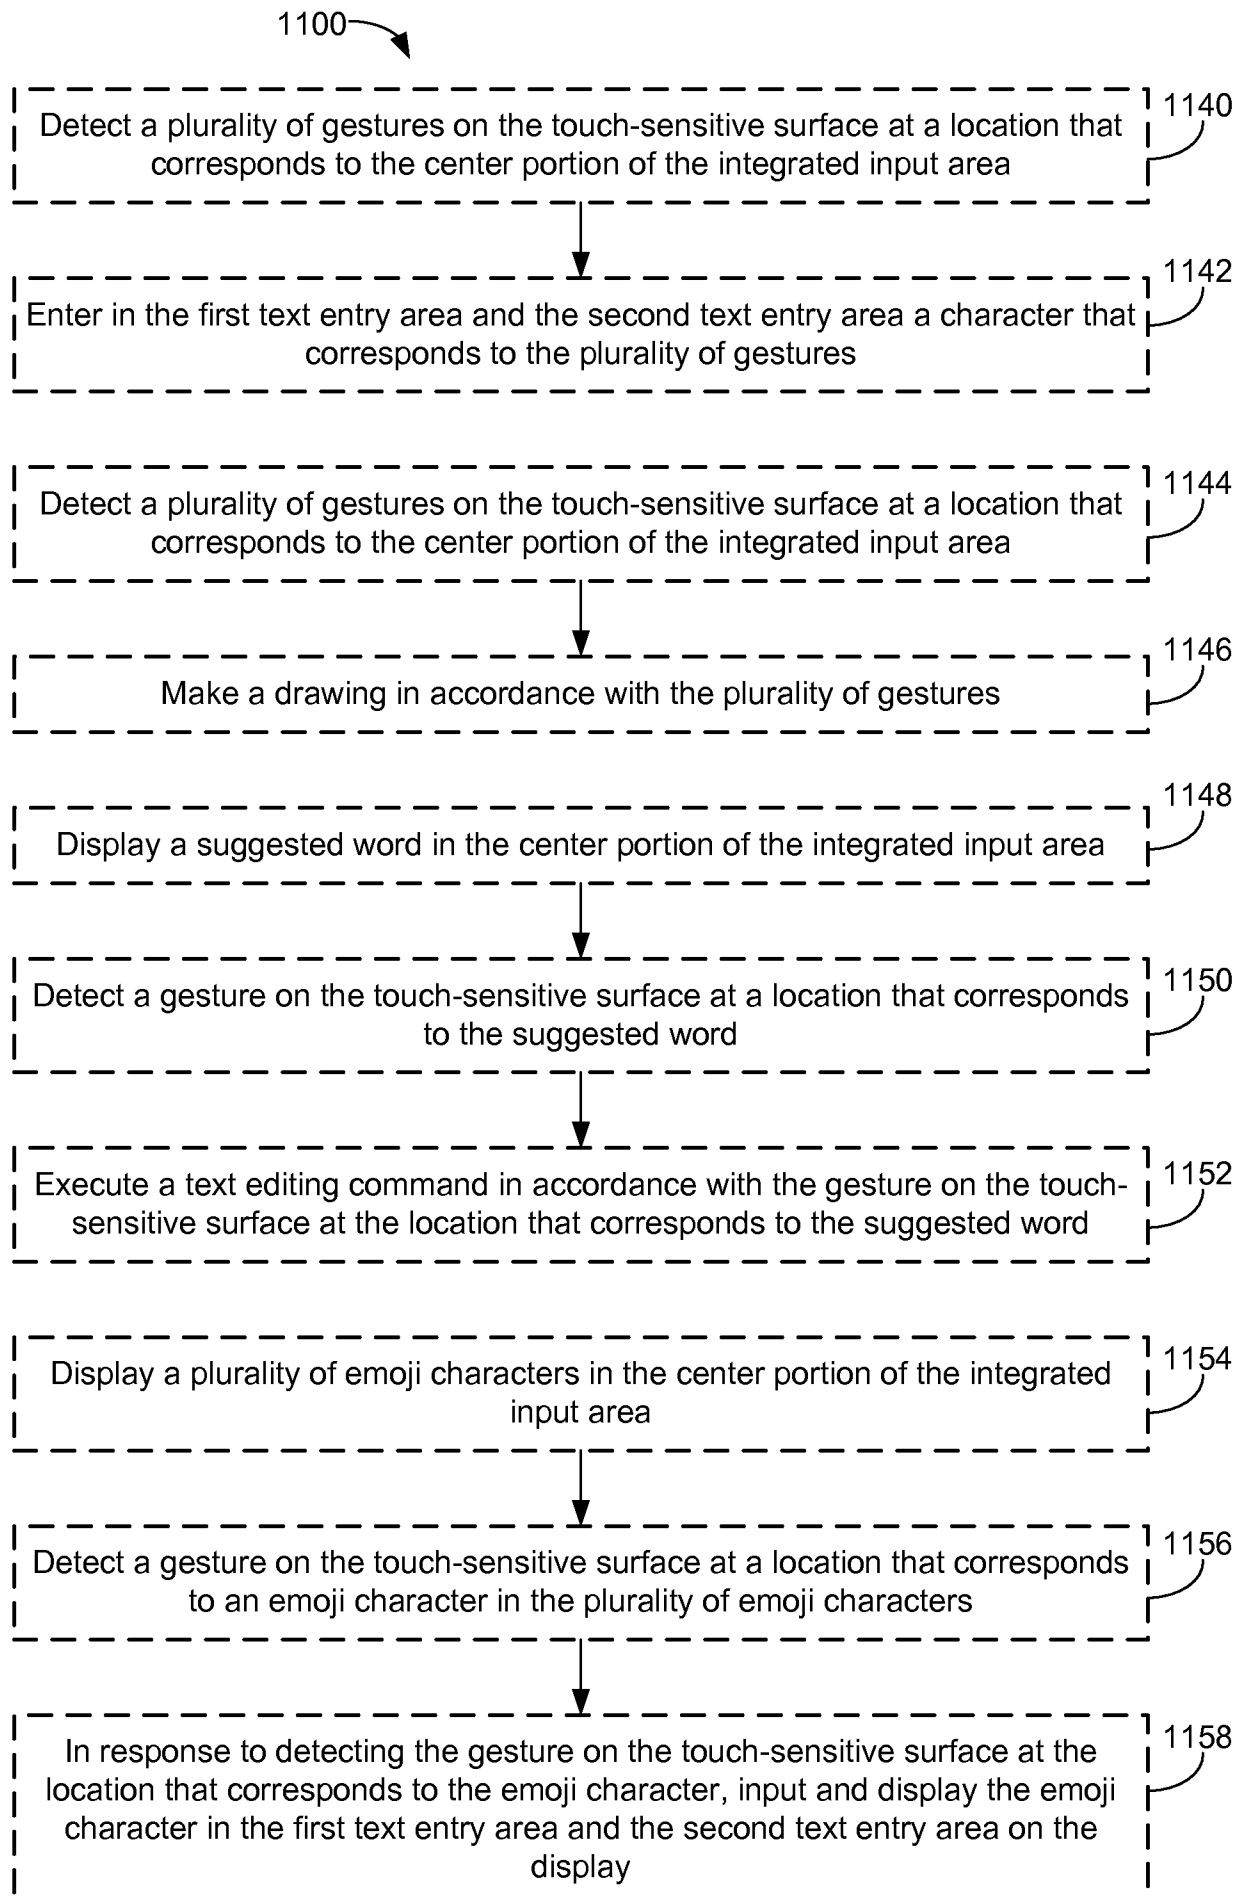 1100
1140
Detect a plurality of gestures on the touch-sensitive surface at a location that
corresponds to the center portion of the integrated input area
1142
Enter in the first text entry area and the second text entry area a character that
corresponds to the plurality of gestures
1144
Detect a plurality of gestures on the touch-sensitive surface at a location that
corresponds to the center portion of the integrated input area
1146
Make a drawing in accordance with the plurality of gestures
1148
Display a suggested word in the center portion of the integrated input area
1150
Detect a gesture on the touch-sensitive surface at a location that corresponds
to the suggested word
1152
Execute a text editing command in accordance with the gesture on the touch-
sensitive surface at the location that corresponds to the suggested word
1154
Display a plurality of emoji characters in the center portion of the integrated
input area
1156
Detect a gesture on the touch-sensitive surface at a location that corresponds
to an emoji character in the plurality of emoji characters
1158
In response to detecting the gesture on the touch-sensitive surface at the
location that corresponds to the emoji character, input and display the emoji
character in the first text entry area and the second text entry area on the
display